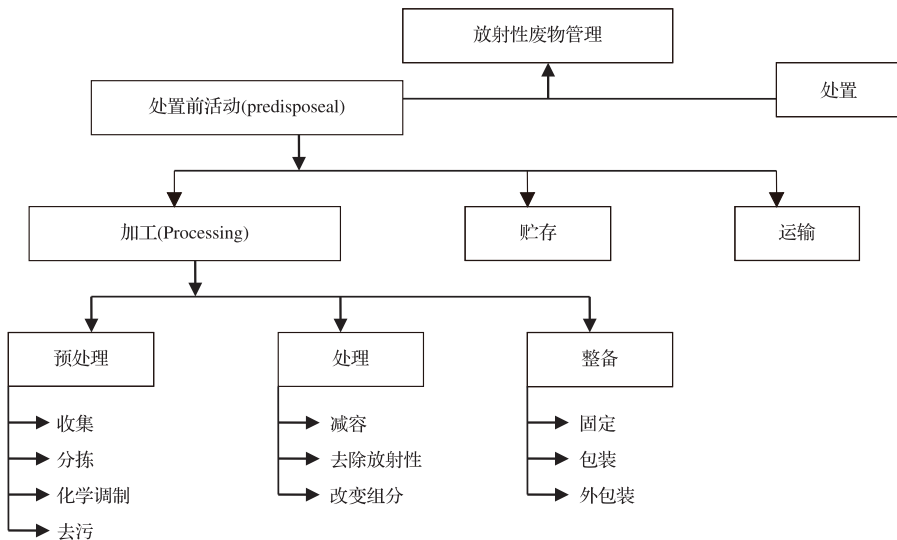 放射性废物管理
处置前活动(predisposeal)
处置
加工(Processing)
贮存
运输
预处理
处理
整备
收集
减容
固定
分拣
去除放射性
包装
化学调制
改变组分
外包装
去污